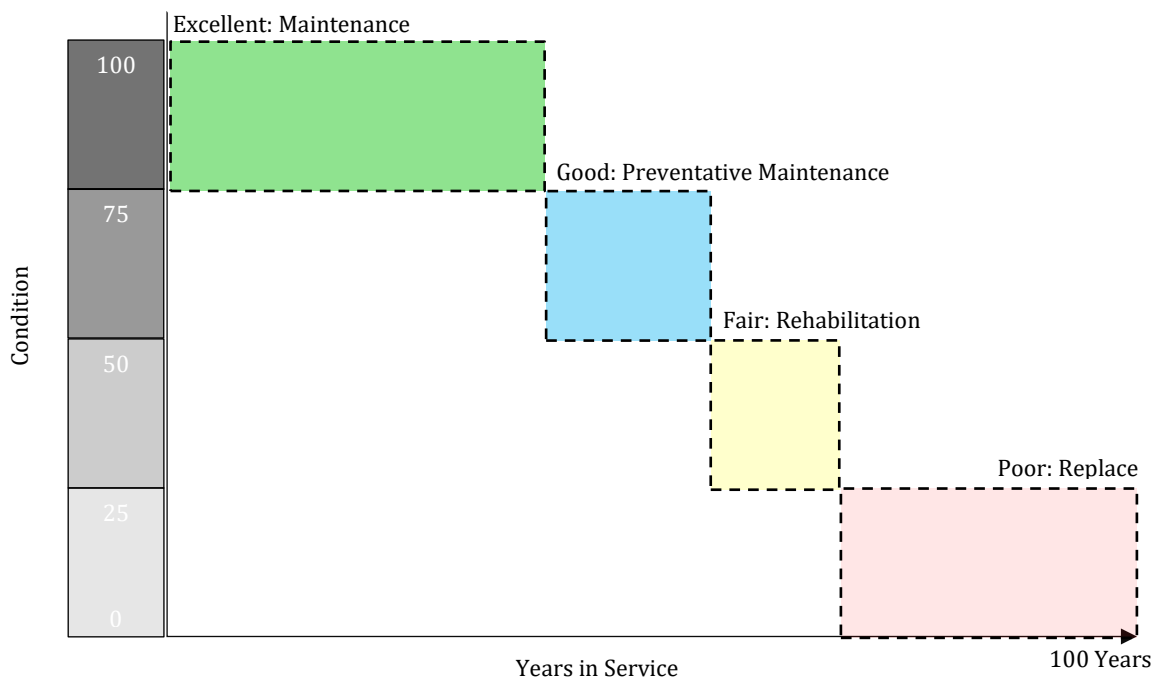 Excellent: Maintenance
100
Good: Preventative Maintenance
75
Condition
Fair: Rehabilitation
50
Poor: Replace
25
0
100 Years
Years in Service